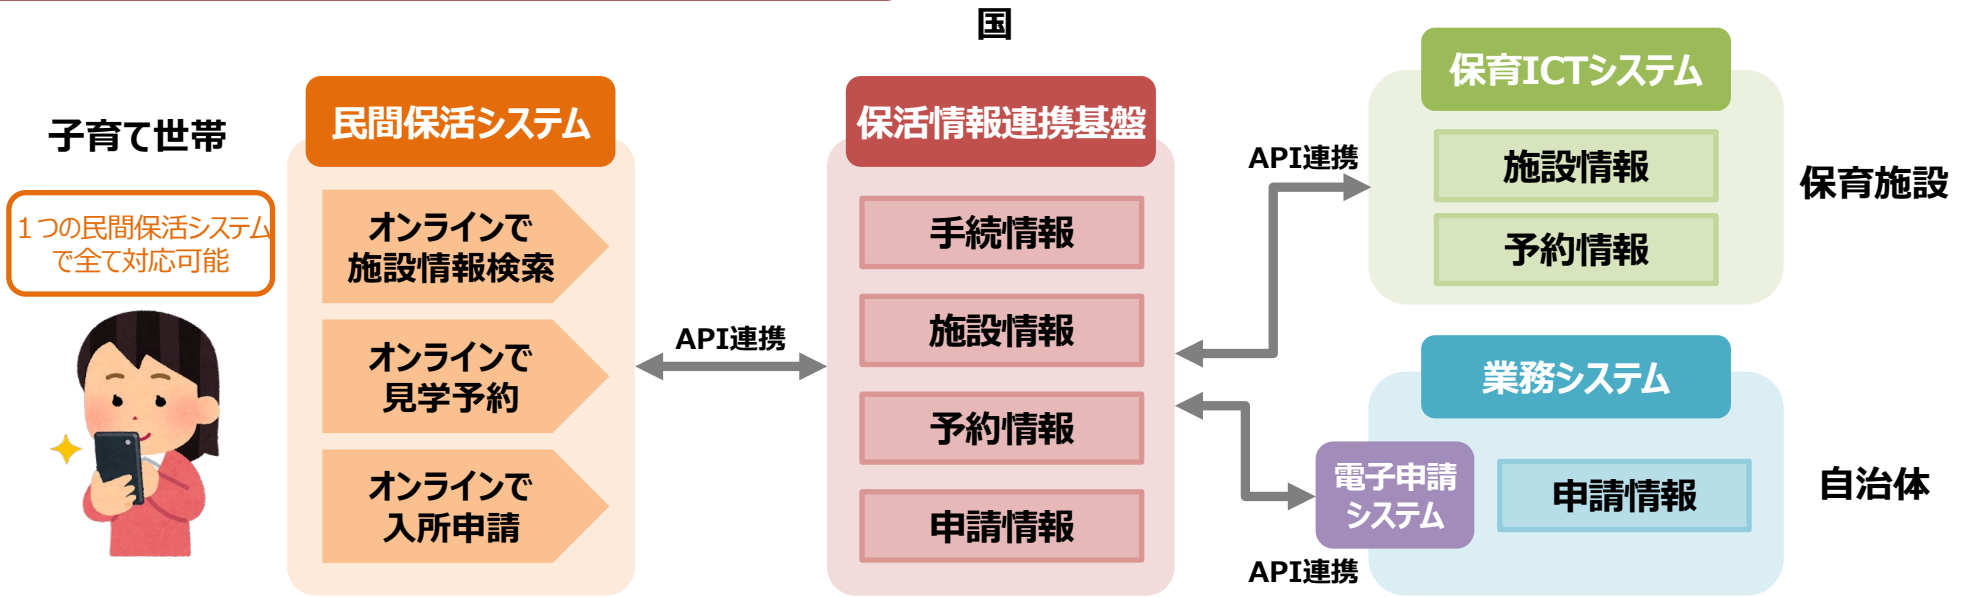 国
子育て世帯
１つの民間保活システム
で全て対応可能
民間保活システム
オンラインで
施設情報検索
オンラインで
見学予約
オンラインで
入所申請
API連携
保活情報連携基盤
手続情報
施設情報
予約情報
申請情報
API連携
保育ICTシステム
施設情報
予約情報
保育施設
業務システム
電子申請
システム
申請情報
API連携
自治体